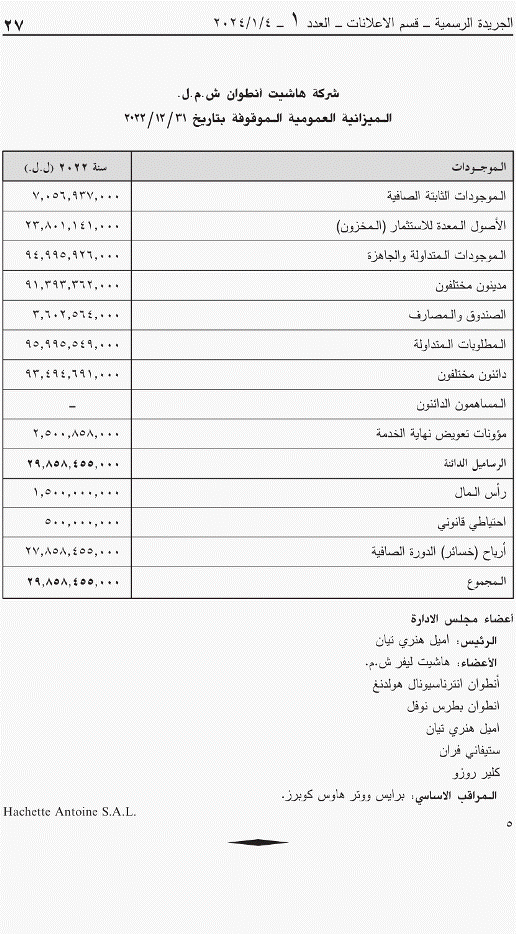 الجريدة الرسمية ــ قسم الاعلانات ــ العدد ١ ــ ٢٠٢٤/١/٤ ٢٧
شركة هاشيت أنطوان ش.م.ل.
الميزانية العمومية الموقوفة بتاريخ ٢٠٢٢/١٢/٣١
الموجودات سنة ٢٠٢٢ (ل.ل.)
الموجودات الثابتة الصافية ٧,٠٥٦,٩٣٧,٠٠٠
الأصول المعدة للاستثمار (المخزون) ٢٣,٨٠١,١٤١,٠٠٠
الموجودات المتداولة والجاهزة ٩٤,٩٩٥,٩٢٦,٠٠٠
مدينون مختلفون ٩١,٣٩٣,٣٦٢,٠٠٠
الصندوق والمصارف ٣,٦٠٢,٥٦٤,٠٠٠
المطلوبات المتداولة ٩٥,٩٩٥,٥٤٩,٠٠٠
دائنون مختلفون ٩٣,٤٩٤,٦٩١,٠٠٠
المساهمون الدائنون –
مؤونات تعويض نهاية الخدمة ٢,٥٠٠,٨٥٨,٠٠٠
الرساميل الدائنة ٢٩,٨٥٨,٤٥٥,٠٠٠
رأس المال ١,٥٠٠,٠٠٠,٠٠٠
احتياطي قانوني ٥٠٠,٠٠٠,٠٠٠
أرباح (خسائر) الدورة الصافية ٢٧,٨٥٨,٤٥٥,٠٠٠
المجموع ٢٩,٨٥٨,٤٥٥,٠٠٠
أعضاء مجلس الادارة
الرئيس: اميل هنري تيان
الأعضاء: هاشيت ليفر ش.م.
أنطوان انترناسيونال هولدنغ
انطوان بطرس نوفل
اميل هنري تيان
ستيفاني فران
كلير روزو
المراقب الاساسي: برايس ووتر هاوس كوبرز.
Hachette Antoine S.A.L.
٥